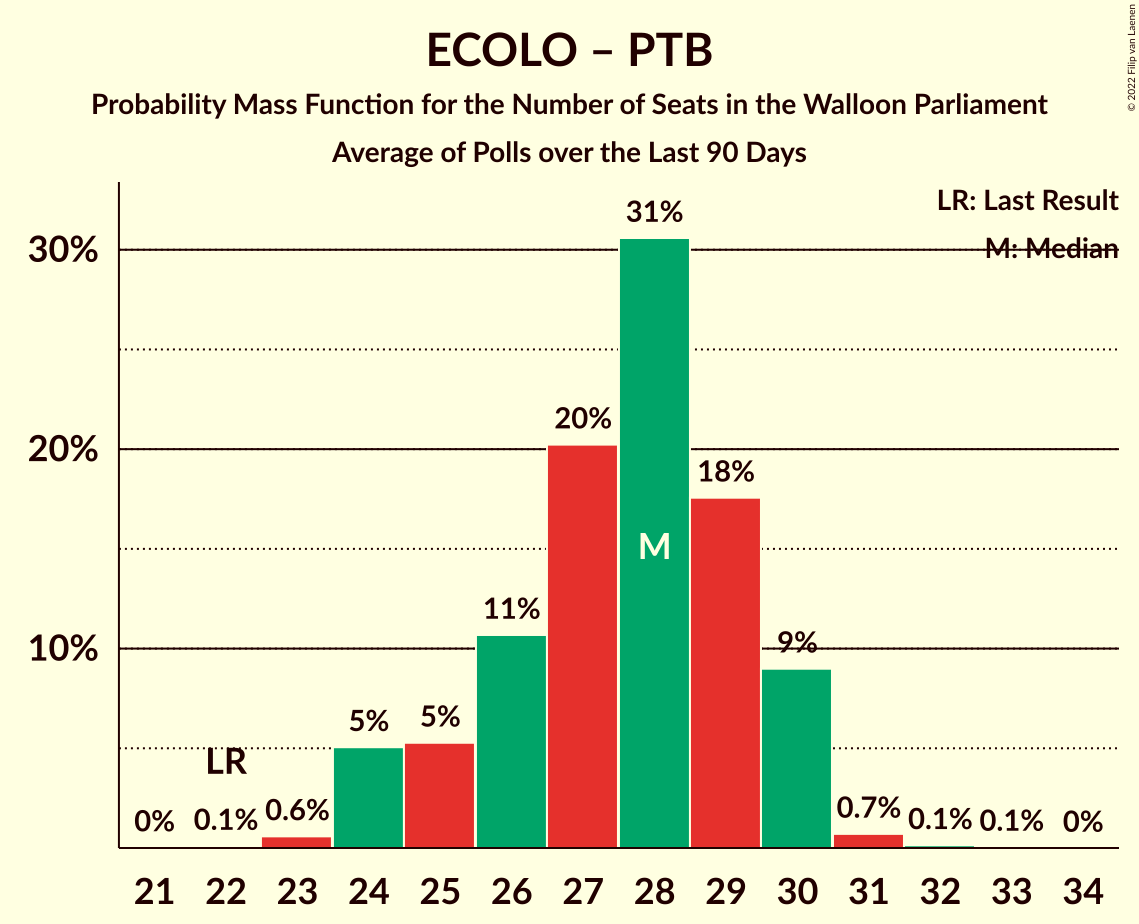 ECOLO – PTB
Probability Mass Function for the Number of Seats in the Walloon Parliament
Average of Polls over the Last 90 Days
© 2022 Filip van Laenen
LR: Last Result
M: Median
30%
20%
10%
0%
0.1%
LR
0.6%
5%
5%
11%
20%
31%
M
18%
9%
0.7%
0.1%
0.1%
0%
21 22 23 24 25 26 27 28 29 30 31 32 33 34